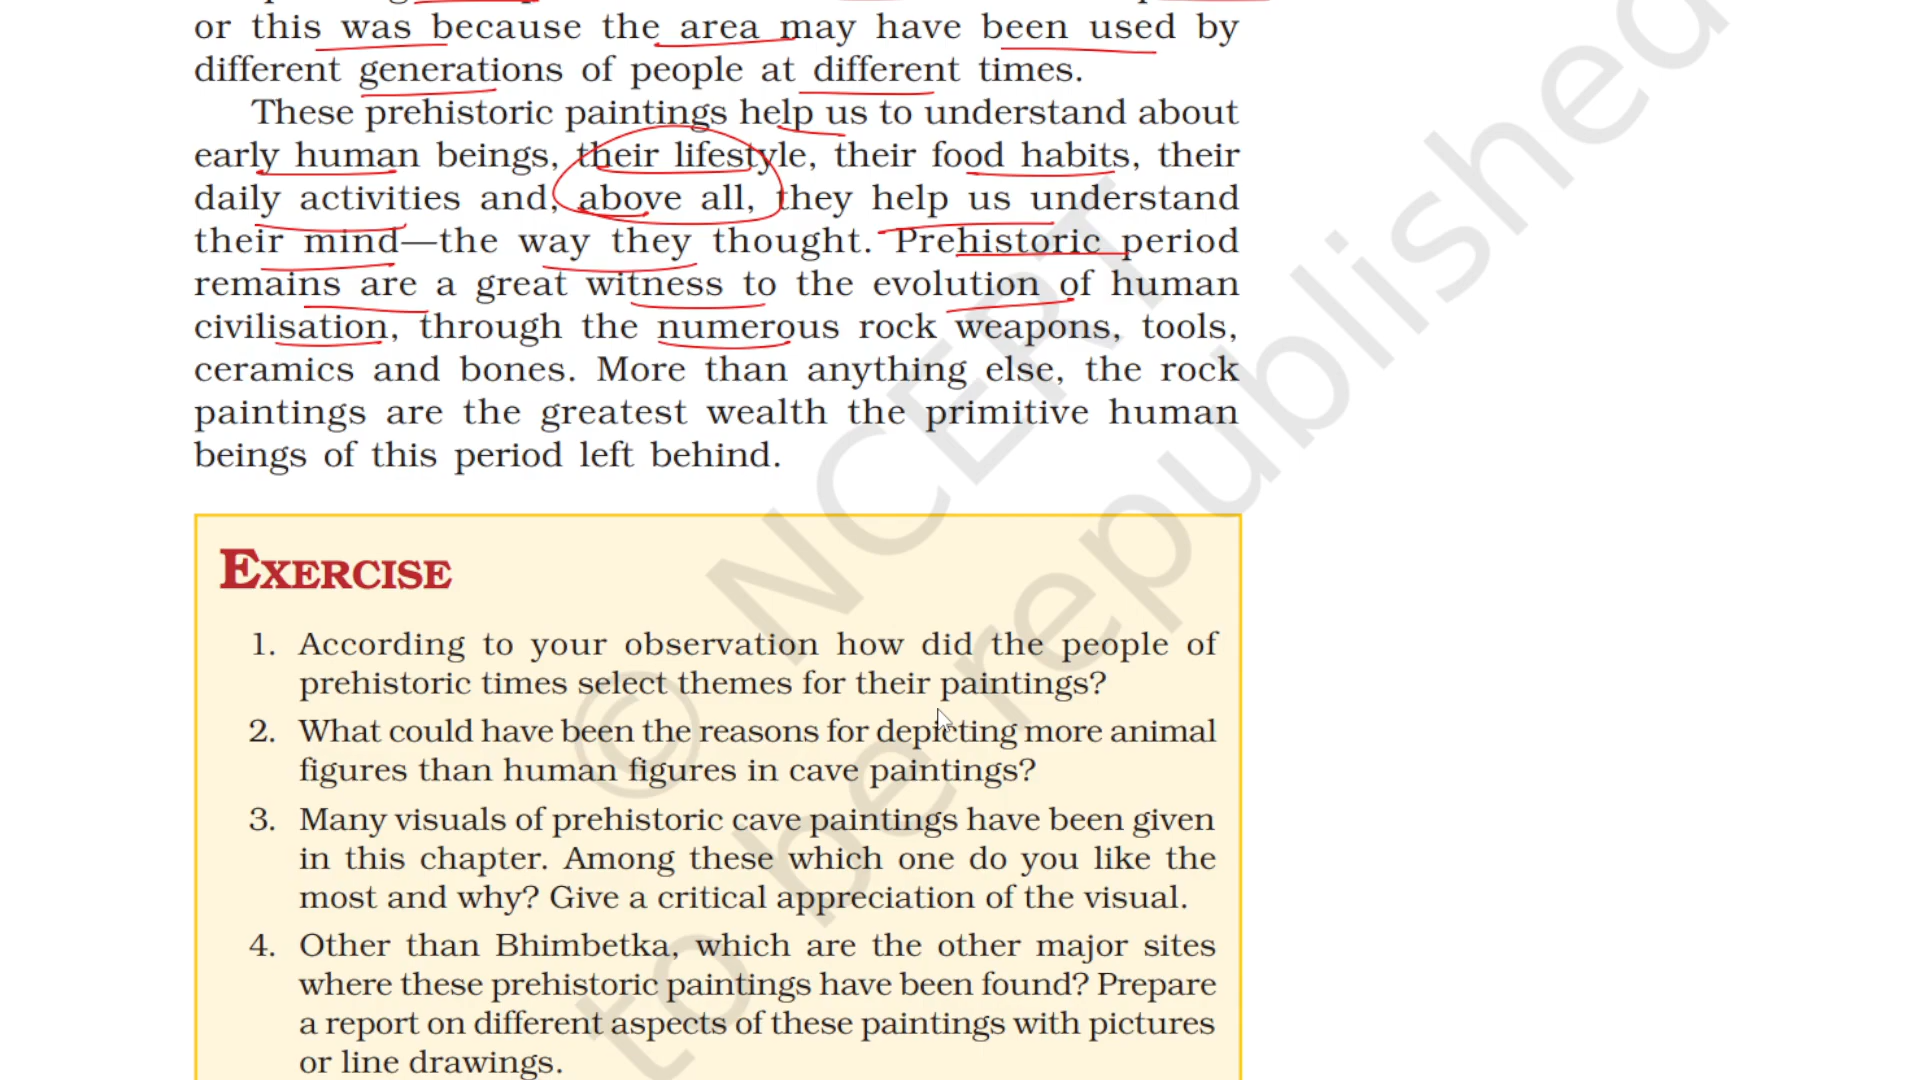 or this was because the area may have been used by
different generations of people at different times.
These prehistoric paintings help us to understand about
early human beings, their lifestyle, their food habits, their
daily activities and, above all, they help us understand
their mind—the way they thought. Prehistoric period
remains are a great witness to the evolution of human
civilisation, through the numerous rock weapons, tools,
ceramics and bones. More than anything else, the rock
paintings are the greatest wealth the primitive human
beings of this period left behind.
EXERCISE
1. According to your observation how did the people of
prehistoric times select themes for their paintings?
2. What could have been the reasons for depicting more animal
figures than human figures in cave paintings?
3. Many visuals of prehistoric cave paintings have been given
in this chapter. Among these which one do you like the
most and why? Give a critical appreciation of the visual.
4. Other than Bhimbetka, which are the other major sites
where these prehistoric paintings have been found? Prepare
a report on different aspects of these paintings with pictures
or line drawings.
© NCERT
to be republished